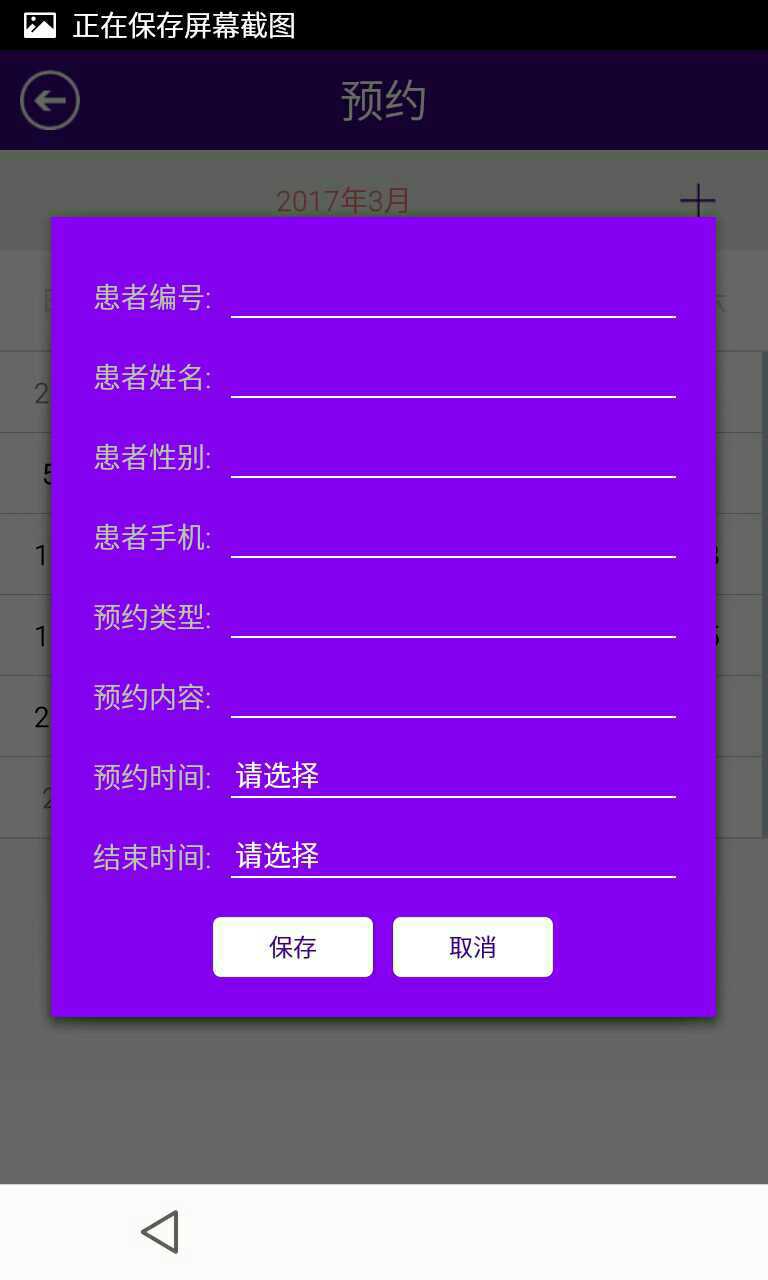 正在保存屏幕截图
预约
2017年3月
患者编号:
患者姓名:
患者性别:
患者手机:
预约类型:
预约内容:
预约时间: 请选择
结束时间: 请选择
保存 取消